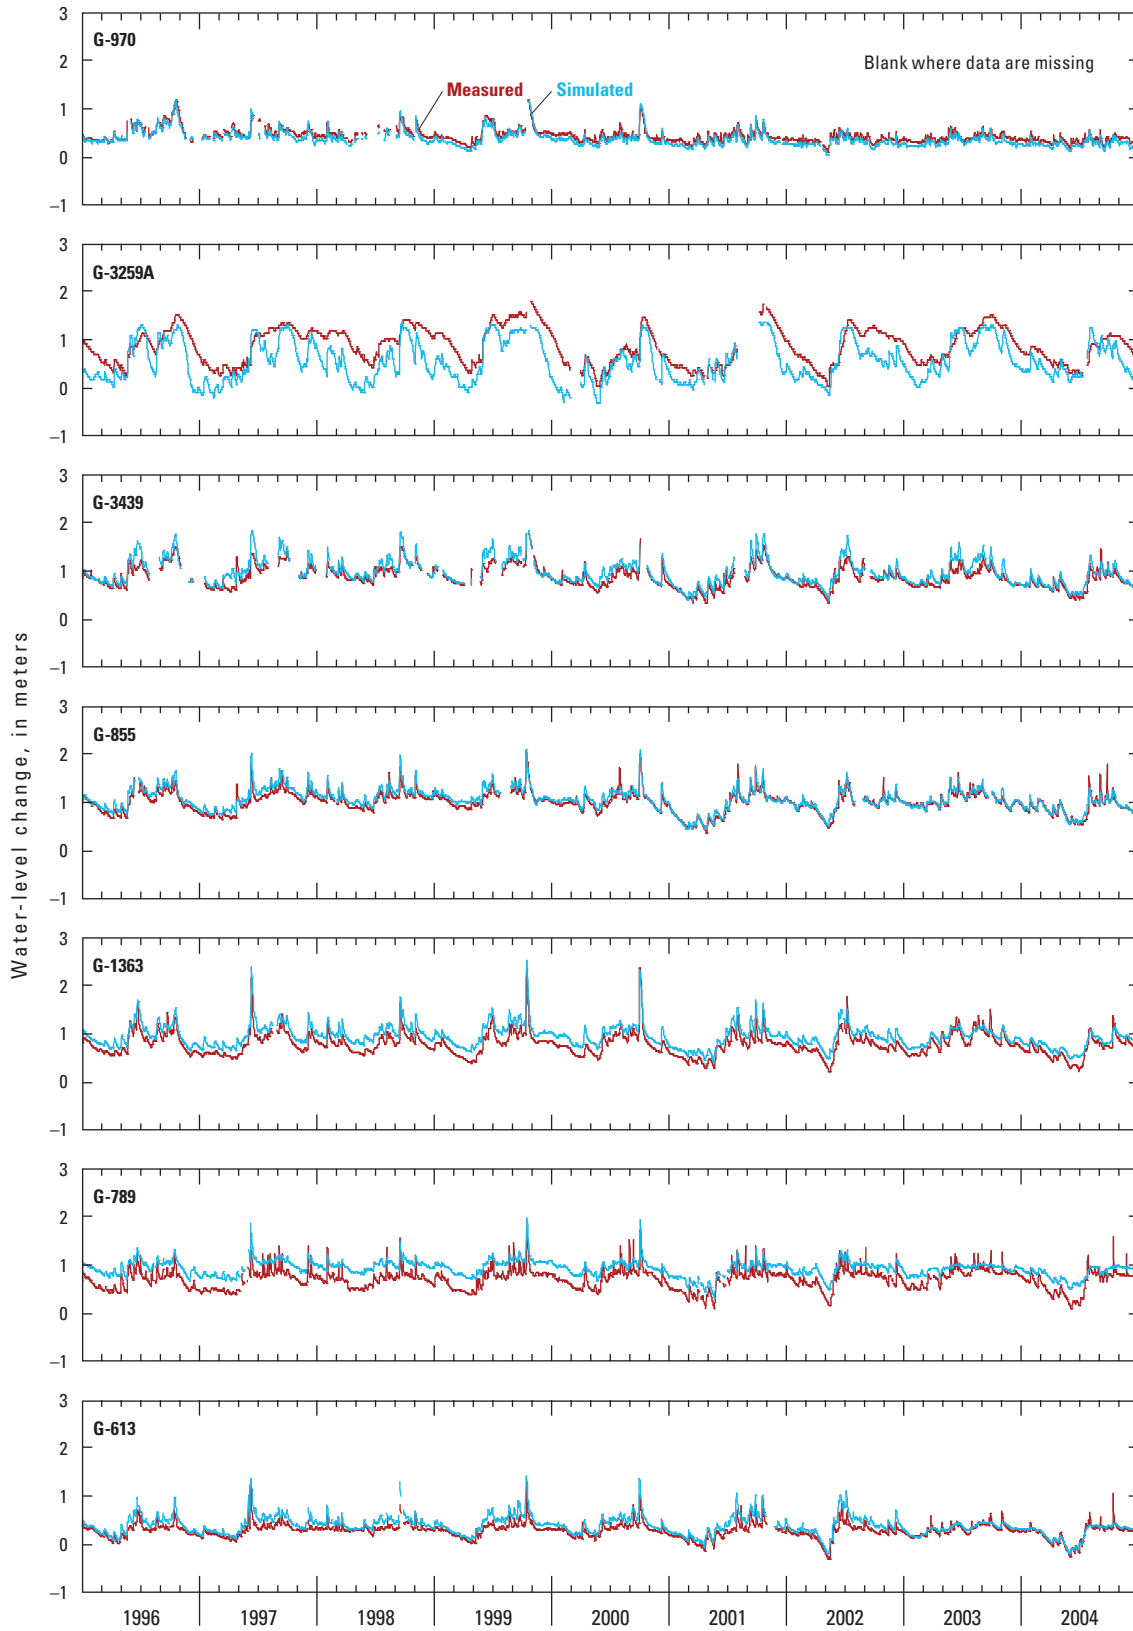 3
G-970
2
Blank where data are missing
Measured
Simulated
1
0
–1
3
G-3259A
2
1
0
–1
3
G-3439
2
1
0
–1
3
G-855
2
1
0
–1
3
G-1363
2
1
0
–1
3
G-789
2
1
0
–1
3
G-613
2
1
0
–1
Water-level change, in meters
1996 1997 1998 1999 2000 2001 2002 2003 2004